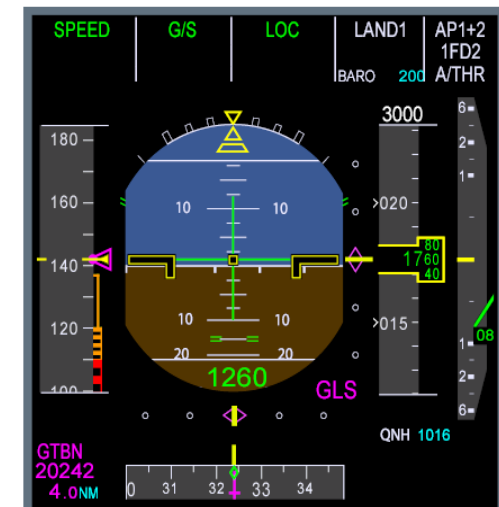 SPEED G/S LOC LAND1 AP1+2
1FD2
BARO 200 A/THR
3000
6
180
2
1
160 10 10 020
80
140 1760
40
120 10 10 015
08
1
20 20
100 1260 2
GLS
6
QNH 1016
GTBN
20242
4.0NM 0 31 32 33 34